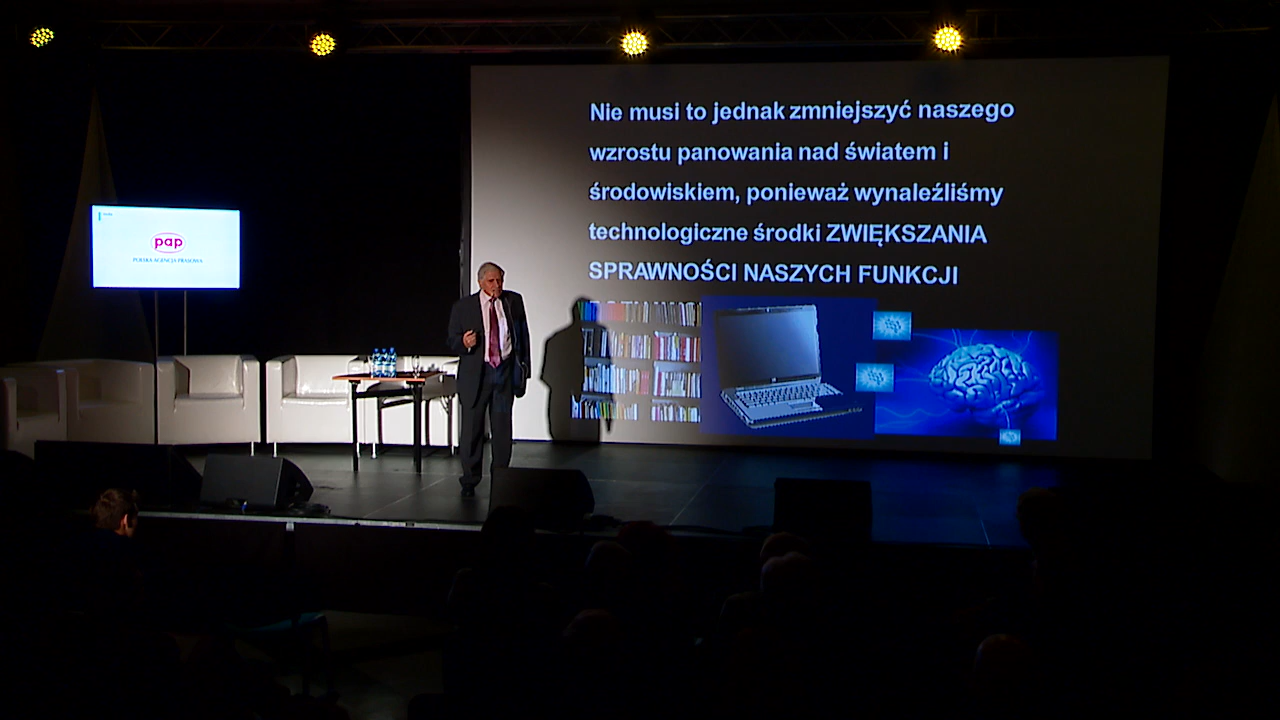 Nie musi to jednak zmniejszyć naszego
wzrostu panowania nad światem i
środowiskiem, ponieważ wynaleźliśmy
technologiczne środki ZWIĘKSZANIA
SPRAWNOŚCI NASZYCH FUNKCJI
pap
POLSKA AGENCJA PRASOWA